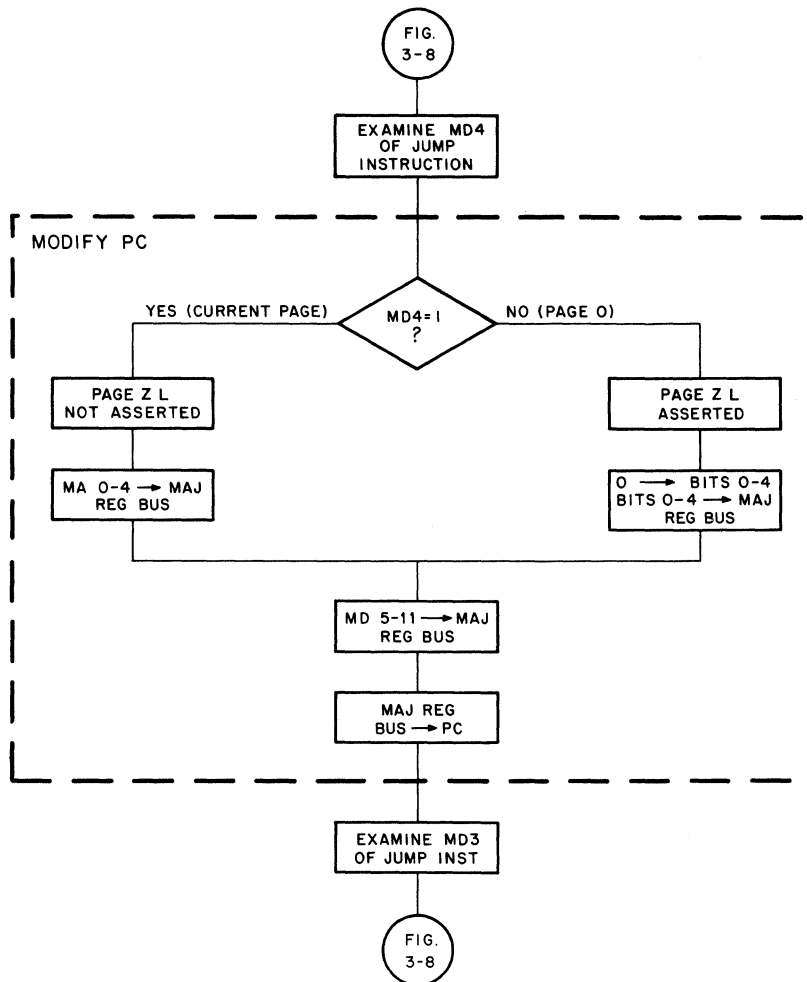 FIG.
3-8
EXAMINE MD4
OF JUMP
INSTRUCTION
MODIFY PC
YES (CURRENT PAGE)
MD4=1
?
NO (PAGE 0)
PAGE Z L
NOT ASSERTED
PAGE Z L
ASSERTED
MA 0-4 → MAJ
REG BUS
0 → BITS 0-4
BITS 0-4 → MAJ
REG BUS
MD 5-11 → MAJ
REG BUS
MAJ REG
BUS → PC
EXAMINE MD3
OF JUMP INST
FIG.
3-8